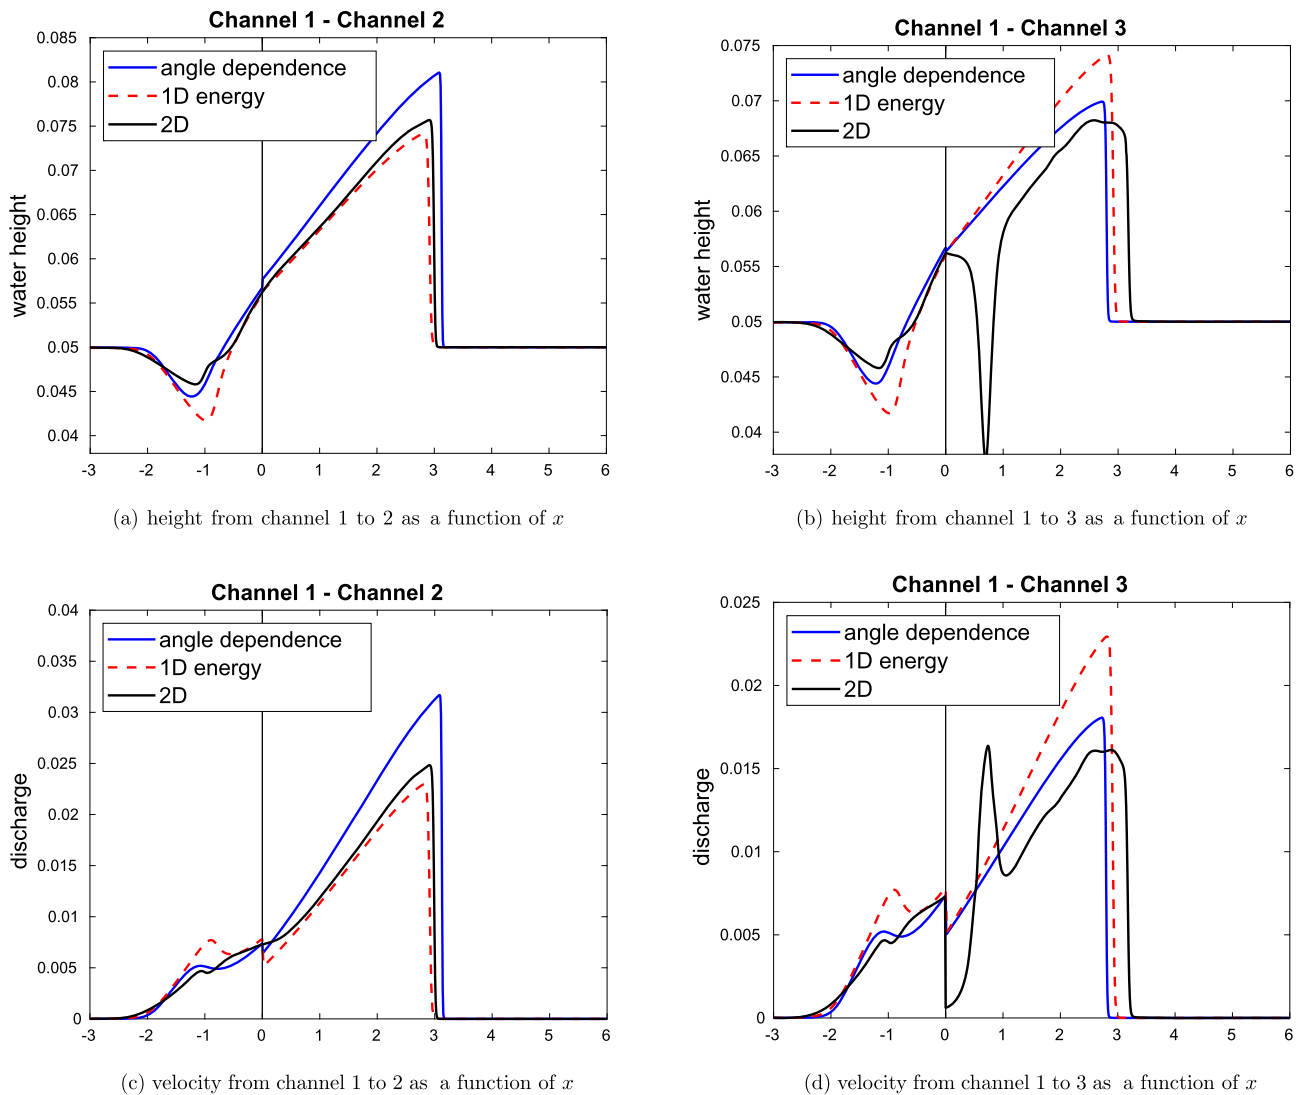 Channel 1 - Channel 2
0.085
0.08
0.075
0.07
0.065
0.06
0.055
0.05
0.045
0.04
water height
angle dependence
1D energy
2D
-3 -2 -1 0 1 2 3 4 5 6
(a) height from channel 1 to 2 as a function of x
Channel 1 - Channel 3
0.075
0.07
0.065
0.06
0.055
0.05
0.045
0.04
water height
angle dependence
1D energy
2D
-3 -2 -1 0 1 2 3 4 5 6
(b) height from channel 1 to 3 as a function of x
Channel 1 - Channel 2
0.04
0.035
0.03
0.025
0.02
0.015
0.01
0.005
0
discharge
angle dependence
1D energy
2D
-3 -2 -1 0 1 2 3 4 5 6
(c) velocity from channel 1 to 2 as a function of x
Channel 1 - Channel 3
0.025
0.02
0.015
0.01
0.005
0
discharge
angle dependence
1D energy
2D
-3 -2 -1 0 1 2 3 4 5 6
(d) velocity from channel 1 to 3 as a function of x